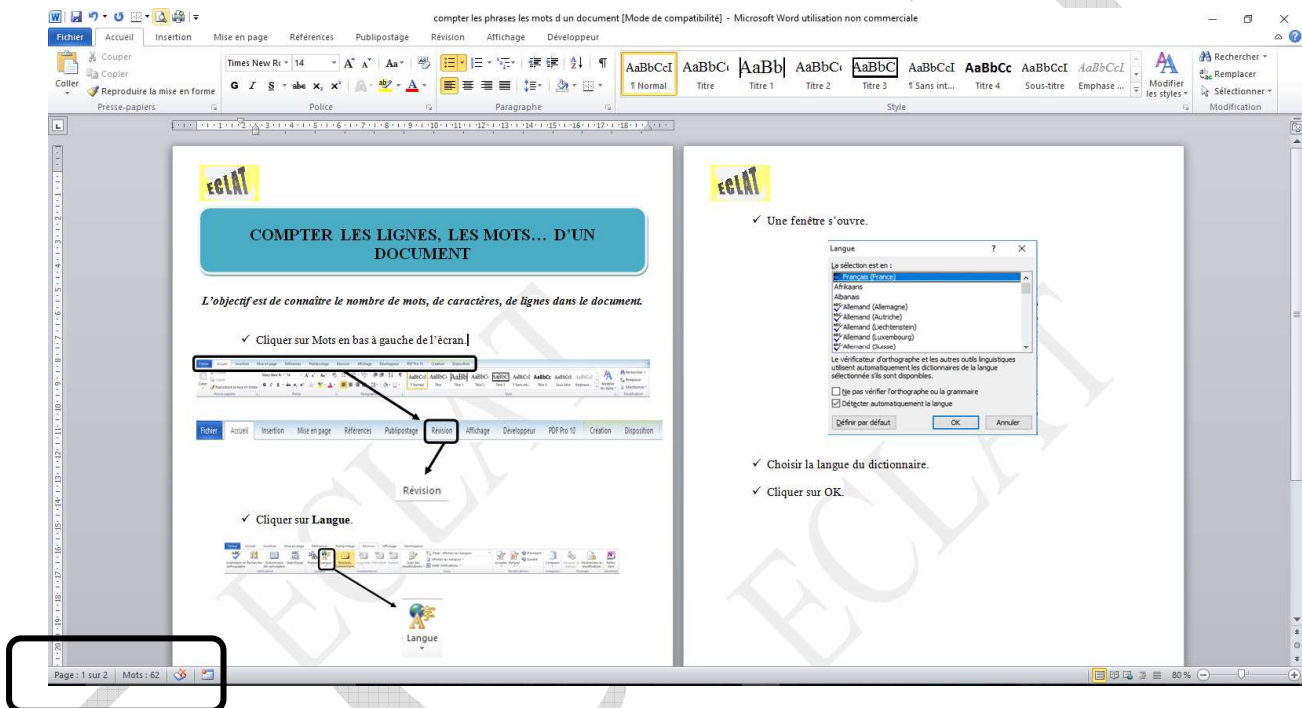 compter les phrases les mots d un document [Mode de compatibilité] - Microsoft Word utilisation non commerciale
Fichier Accueil Insertion Mise en page Références Publipostage Révision Affichage Développeur
Coller
Couper
Copier
Reproduire la mise en forme
Presse-papiers
Times New Ro 14
G I S abc x₂ x²
Police
Paragraphe
AaBbCcI AaBbC AaBb AaBbC AaBbC AaBbCcI AaBbCc AaBbCcI AaBbCcI
¶ Normal Titre Titre 1 Titre 2 Titre 3 ¶ Sans int... Titre 4 Sous-titre Emphase ...
Style
Modifier les styles
Rechercher
Remplacer
Sélectionner
Modification
ECLAT
COMPTER LES LIGNES, LES MOTS… D’UN
DOCUMENT
L’objectif est de connaître le nombre de mots, de caractères, de lignes dans le document.
✓ Cliquer sur Mots en bas à gauche de l’écran.
Fichier Accueil Insertion Mise en page Références Publipostage Révision Affichage Développeur PDF Pro 10 Création Disposition
Révision
✓ Cliquer sur Langue.
Langue
ECLAT
ECLAT
✓ Une fenêtre s’ouvre.
Langue ? X
La sélection est en :
Français (France)
Afrikaans
Albanais
Allemand (Allemagne)
Allemand (Autriche)
Allemand (Liechtenstein)
Allemand (Luxembourg)
Allemand (Suisse)
Le vérificateur d'orthographe et les autres outils linguistiques
utilisent automatiquement les dictionnaires de la langue
sélectionnée s'ils sont disponibles.
Ne pas vérifier l'orthographe ou la grammaire
Détecter automatiquement la langue
Définir par défaut OK Annuler
✓ Choisir la langue du dictionnaire.
✓ Cliquer sur OK.
ECLAT
Page : 1 sur 2 Mots : 62
80 %